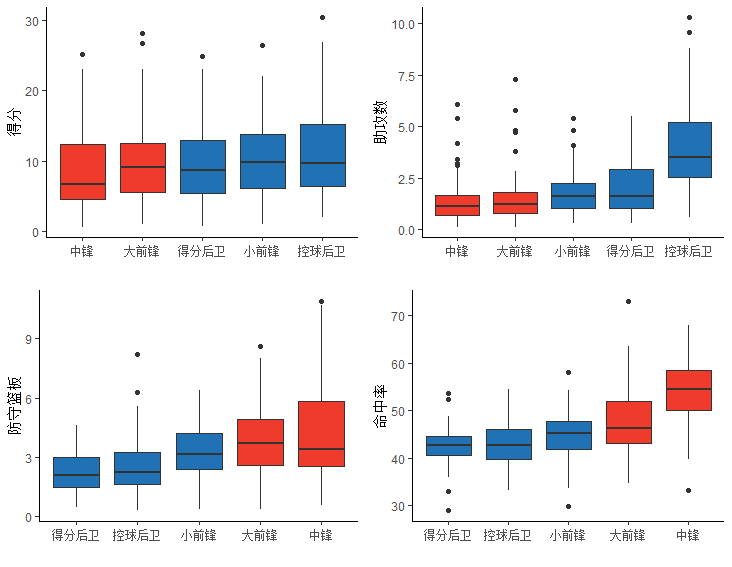 得分
30
20
10
0
中锋 大前锋 得分后卫 小前锋 控球后卫
助攻数
10.0
7.5
5.0
2.5
0.0
中锋 大前锋 小前锋 得分后卫 控球后卫
防守篮板
9
6
3
0
得分后卫 控球后卫 小前锋 大前锋 中锋
命中率
70
60
50
40
30
得分后卫 控球后卫 小前锋 大前锋 中锋